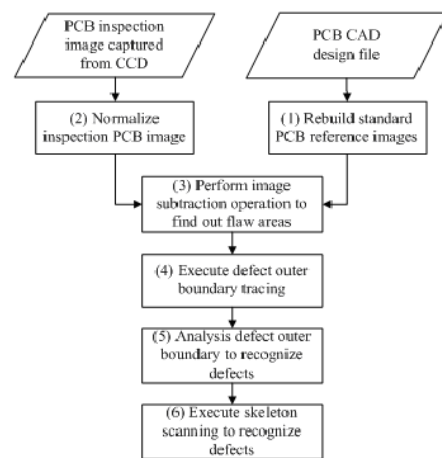 PCB inspection
image captured
from CCD
PCB CAD
design file
(2) Normalize
inspection PCB image
(1) Rebuild standard
PCB reference images
(3) Perform image
subtraction operation to
find out flaw areas
(4) Execute defect outer
boundary tracing
(5) Analysis defect outer
boundary to recognize
defects
(6) Execute skeleton
scanning to recognize
defects